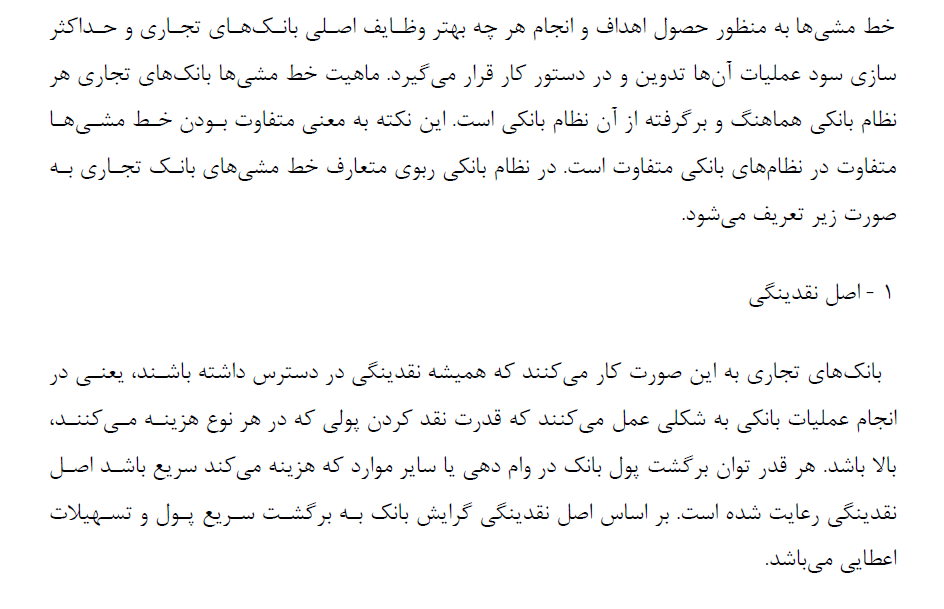 خط مشی‌ها به منظور حصول اهداف و انجام هر چه بهتر وظایف اصلی بانک‌های تجاری و حداکثر
سازی سود عملیات آن‌ها تدوین و در دستور کار قرار می‌گیرد. ماهیت خط مشی‌ها بانک‌های تجاری هر
نظام بانکی هماهنگ و برگرفته از آن نظام بانکی است. این نکته به معنی متفاوت بودن خط مشی‌ها
متفاوت در نظام‌های بانکی متفاوت است. در نظام بانکی ربوی متعارف خط مشی‌های بانک تجاری به
صورت زیر تعریف می‌شود.
۱ - اصل نقدینگی
بانک‌های تجاری به این صورت کار می‌کنند که همیشه نقدینگی در دسترس داشته باشند، یعنی در
انجام عملیات بانکی به شکلی عمل می‌کنند که قدرت نقد کردن پولی که در هر نوع هزینه می‌کنند،
بالا باشد. هر قدر توان برگشت پول بانک در وام دهی یا سایر موارد که هزینه می‌کند سریع باشد اصل
نقدینگی رعایت شده است. بر اساس اصل نقدینگی گرایش بانک به برگشت سریع پول و تسهیلات
اعطایی می‌باشد.